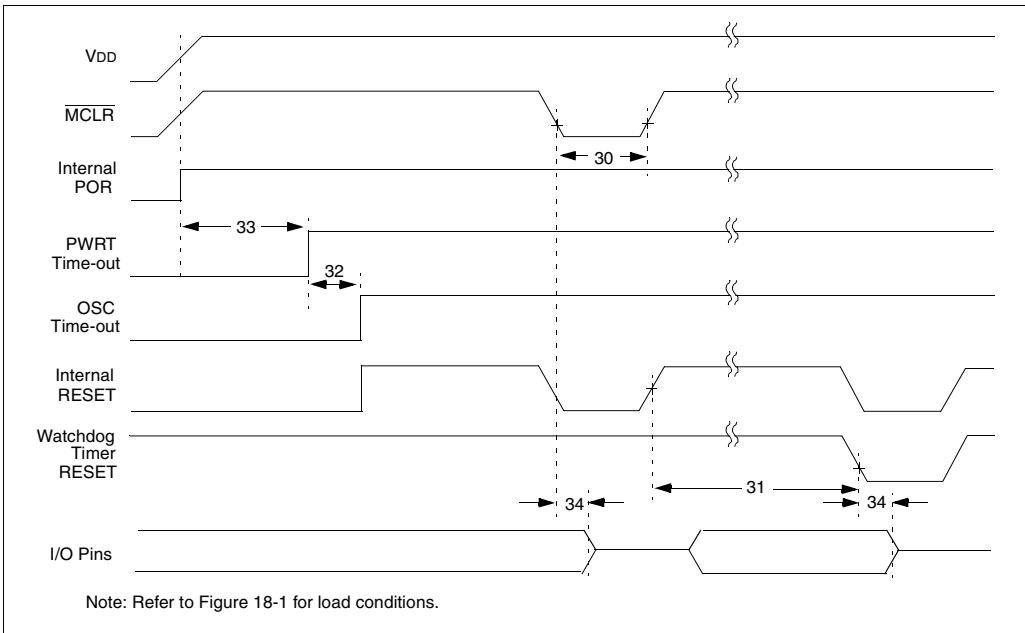 VDD
MCLR
30
Internal
POR
33
PWRT
Time-out
32
OSC
Time-out
Internal
RESET
Watchdog
Timer
RESET
31
34
34
I/O Pins
Note: Refer to Figure 18-1 for load conditions.